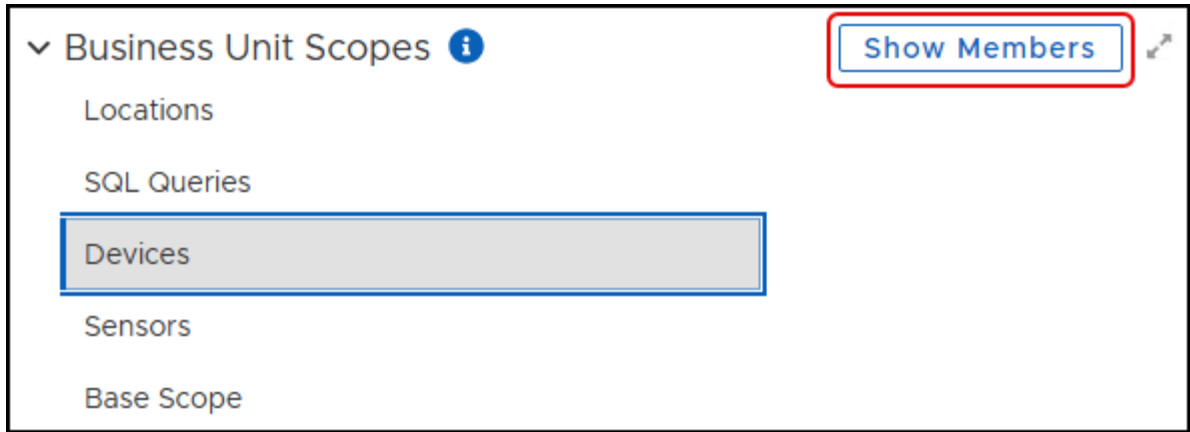 Business Unit Scopes i Show Members
Locations
SQL Queries
Devices
Sensors
Base Scope